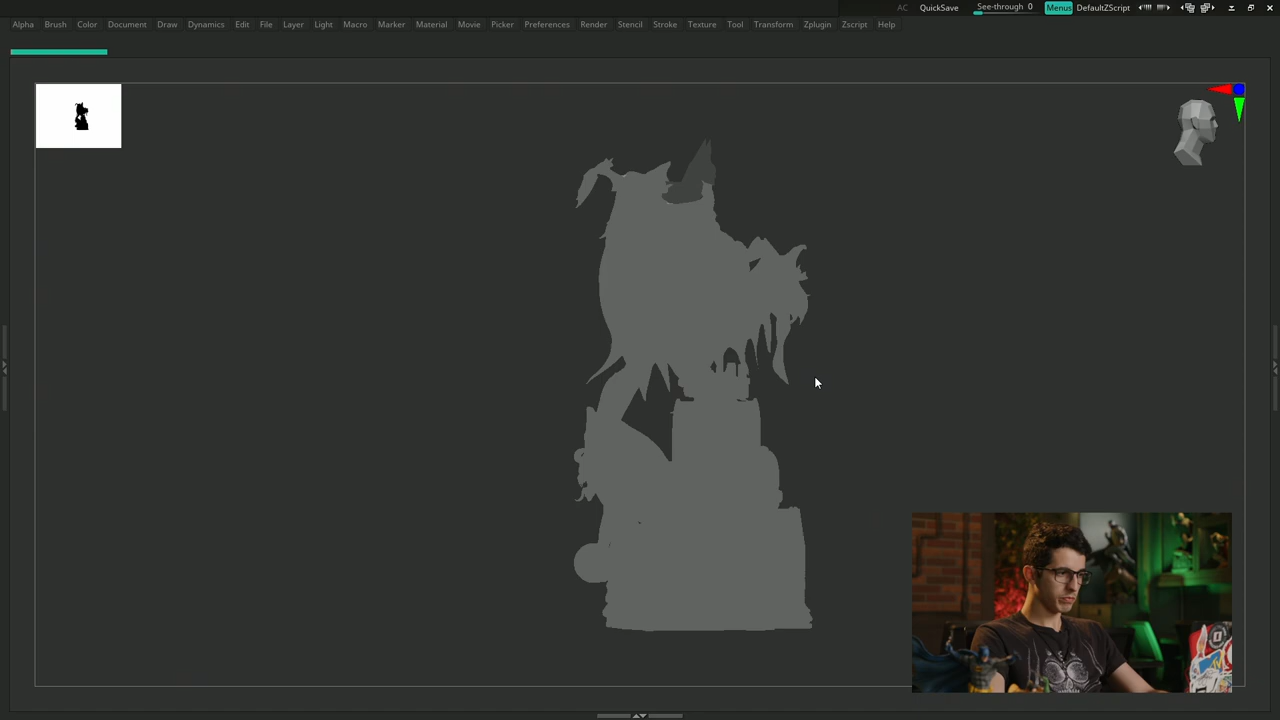 AC QuickSave See-through 0 Menus DefaultZScript
Alpha Brush Color Document Draw Dynamics Edit File Layer Light Macro Marker Material Movie Picker Preferences Render Stencil Stroke Texture Tool Transform Zplugin Zscript Help